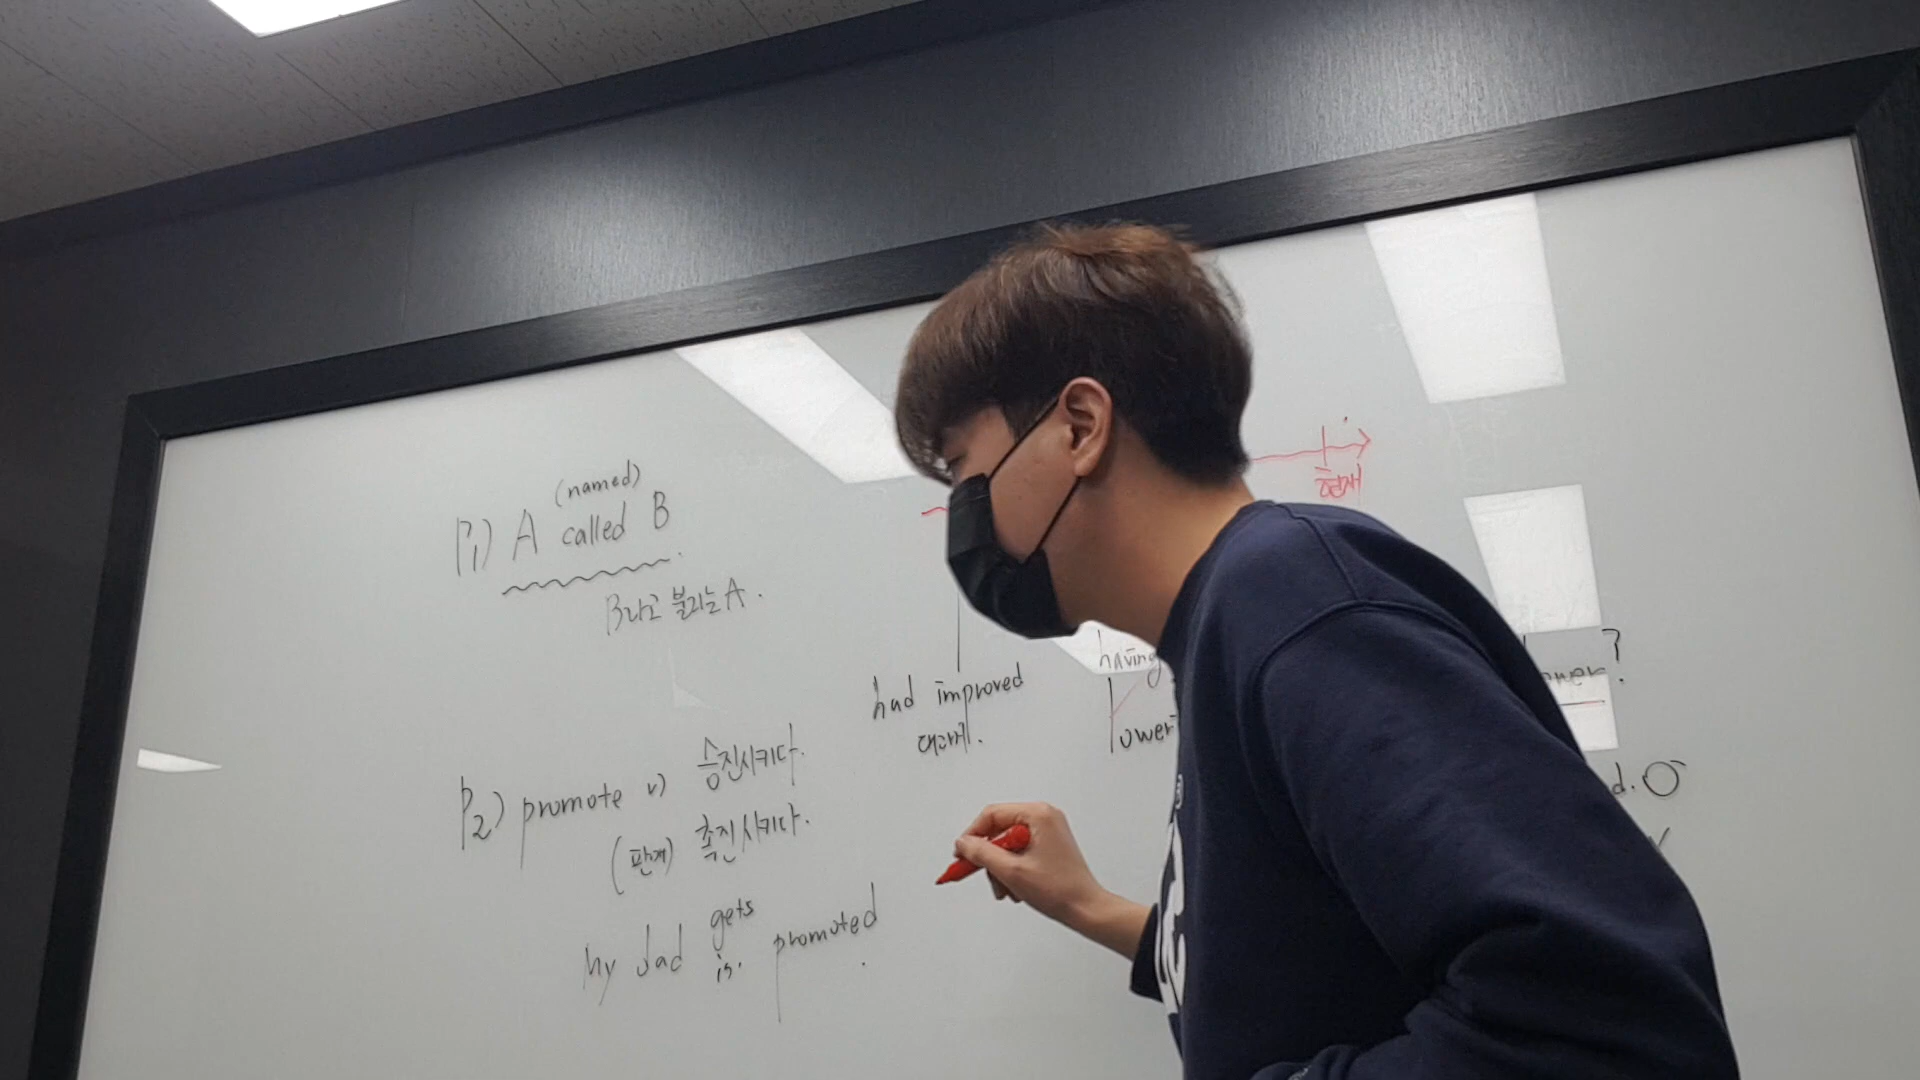 (named)
P1) A called B
B라고 불리는 A.
현재
had improved
대과거.
having
lower
?
P2) promote v) 승진시키다.
(판매) 촉진시키다.
gets
My dad is. promoted
.
d. O